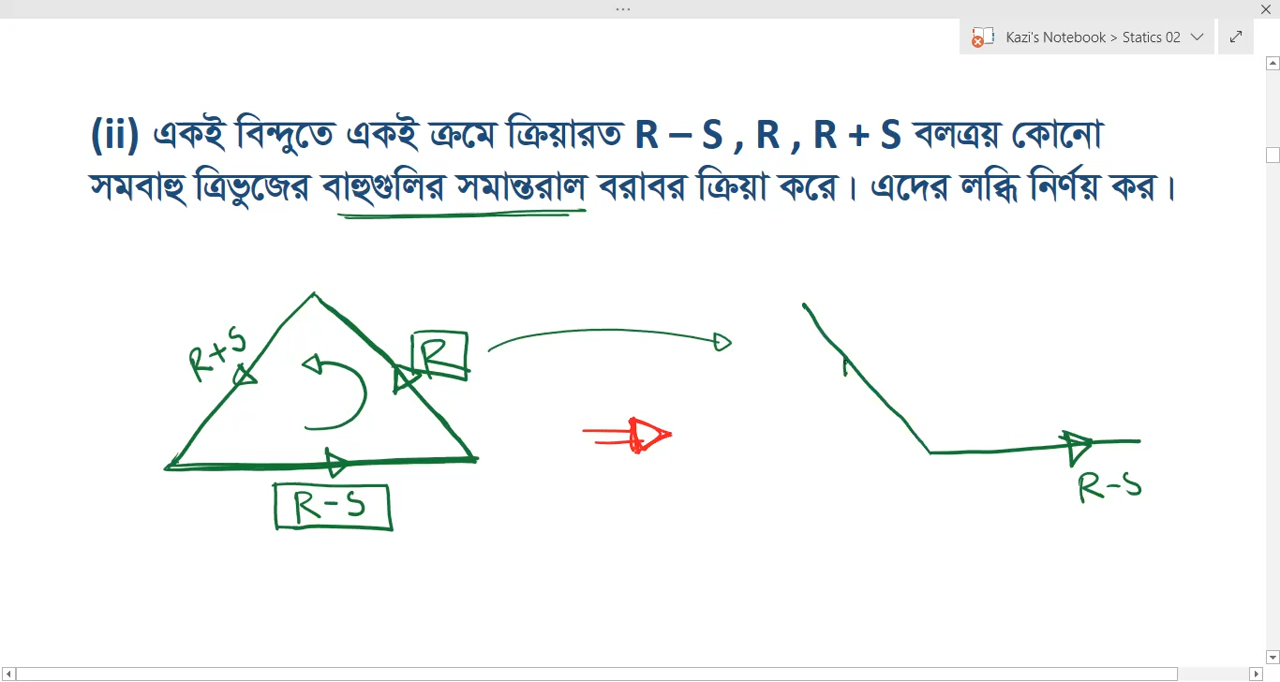 Kazi's Notebook > Statics 02
(ii) একই বিন্দুতে একই ক্রমে ক্রিয়ারত R – S , R , R + S বলত্রয় কোনো
সমবাহু ত্রিভুজের বাহুগুলির সমান্তরাল বরাবর ক্রিয়া করে। এদের লব্ধি নির্ণয় কর।
R+S
R
R-S
R-S